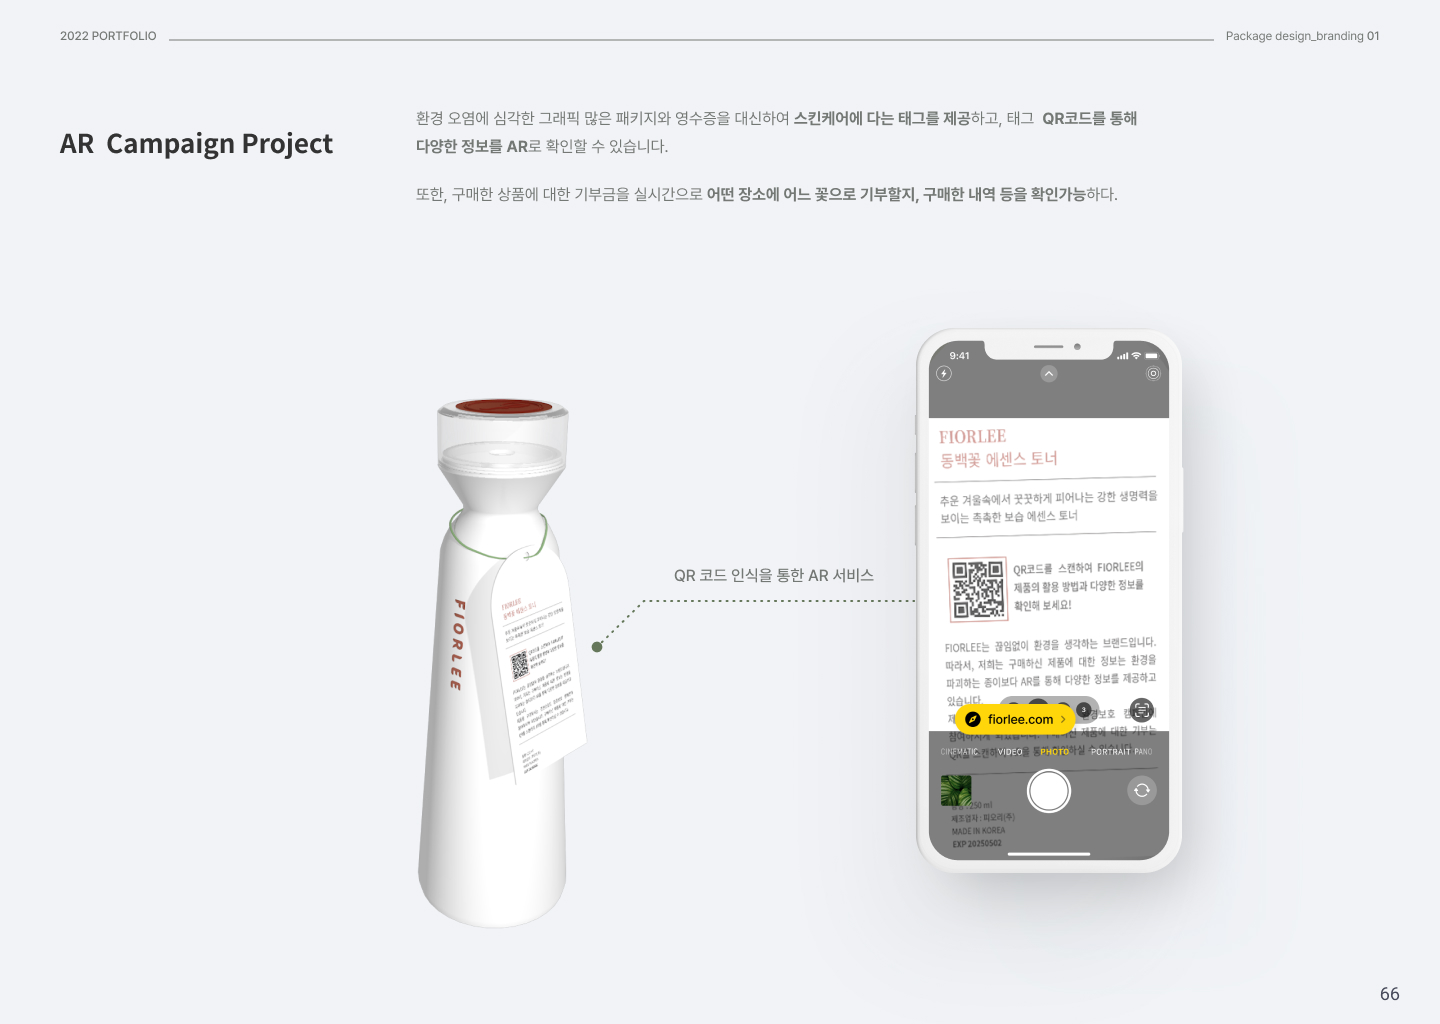 2022 PORTFOLIO
Package design_branding 01
AR Campaign Project
환경 오염에 심각한 그래픽 많은 패키지와 영수증을 대신하여 스킨케어에 다는 태그를 제공하고, 태그 QR코드를 통해
다양한 정보를 AR로 확인할 수 있습니다.
또한, 구매한 상품에 대한 기부금을 실시간으로 어떤 장소에 어느 꽃으로 기부할지, 구매한 내역 등을 확인가능하다.
FIORLEE
FIORLEE
QR 코드 인식을 통한 AR 서비스
9:41
FIORLEE
동백꽃 에센스 토너
추운 겨울속에서 꿋꿋하게 피어나는 강한 생명력을
보이는 촉촉한 보습 에센스 토너
QR코드를 스캔하여 FIORLEE의
제품의 활용 방법과 다양한 정보를
확인해 보세요!
FIORLEE는 끊임없이 환경을 생각하는 브랜드입니다.
따라서, 저희는 구매하신 제품에 대한 정보는 환경을
파괴하는 종이보다 AR를 통해 다양한 정보를 제공하고
있습니다.
3
fiorlee.com
제품에 대한 기부는
CINEMATIC VIDEO PHOTO PORTRAIT PANO
250 ml
제조업자 : 피오리(주)
MADE IN KOREA
EXP 20250502
66